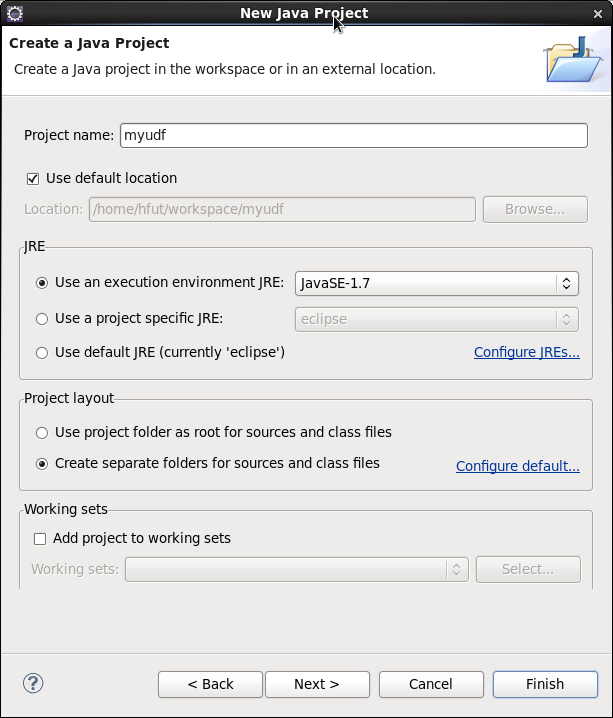 New Java Project
Create a Java Project
Create a Java project in the workspace or in an external location.
Project name: myudf
Use default location
Location: /home/hfut/workspace/myudf Browse...
JRE
Use an execution environment JRE: JavaSE-1.7
Use a project specific JRE: eclipse
Use default JRE (currently 'eclipse') Configure JREs...
Project layout
Use project folder as root for sources and class files
Create separate folders for sources and class files Configure default...
Working sets
Add project to working sets
Working sets: Select...
? < Back Next > Cancel Finish